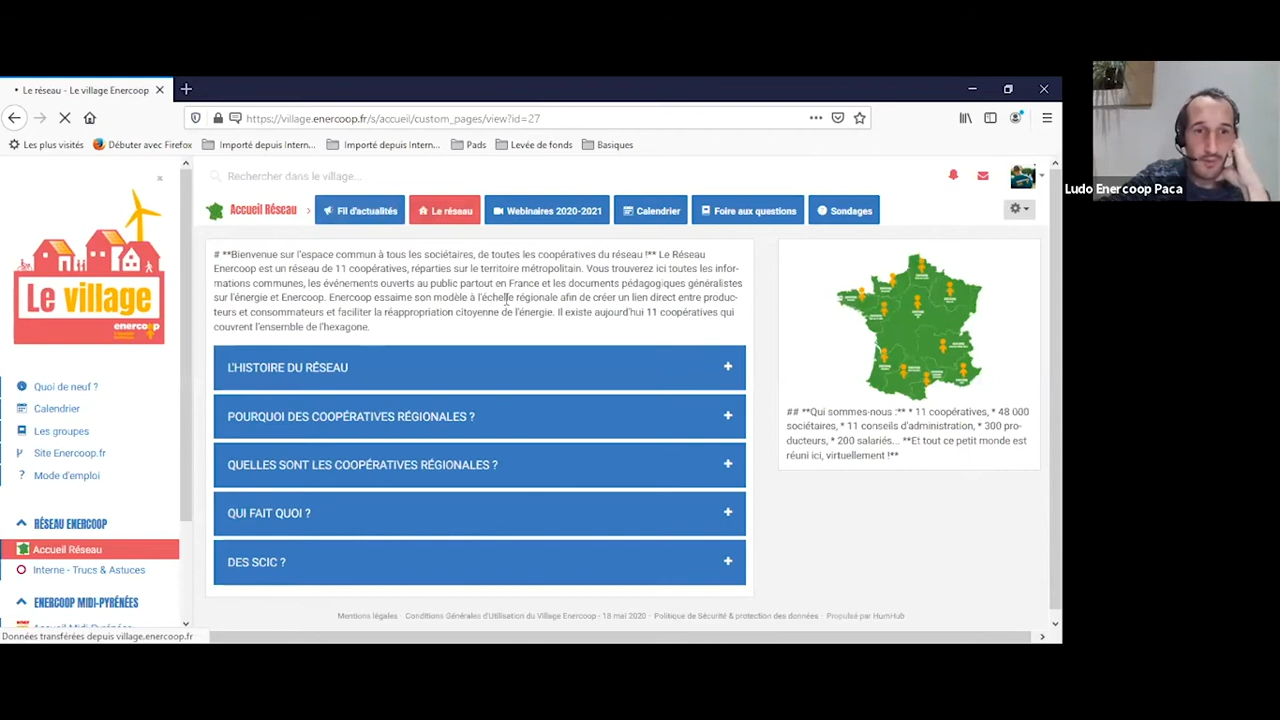 Le réseau - Le village Enercoop
https://village.enercoop.fr/s/accueil/custom_pages/view?id=27
Les plus visités
Débuter avec Firefox
Importé depuis Intern...
Importé depuis Intern...
Pads
Levée de fonds
Basiques
Ludo Enercoop Paca
Rechercher dans le village...
Accueil Réseau
Fil d'actualités
Le réseau
Webinaires 2020-2021
Calendrier
Foire aux questions
Sondages
Le village
enercoop
Quoi de neuf ?
Calendrier
Les groupes
Site Enercoop.fr
? Mode d'emploi
RÉSEAU ENERCOOP
Accueil Réseau
Interne - Trucs & Astuces
ENERCOOP MIDI-PYRÉNÉES
Accueil Midi-Pyrénées
Données transférées depuis village.enercoop.fr
# **Bienvenue sur l'espace commun à tous les sociétaires, de toutes les coopératives du réseau !** Le Réseau
Enercoop est un réseau de 11 coopératives, réparties sur le territoire métropolitain. Vous trouverez ici toutes les infor-
mations communes, les événements ouverts au public partout en France et les documents pédagogiques généralistes
sur l'énergie et Enercoop. Enercoop essaime son modèle à l'échelle régionale afin de créer un lien direct entre produc-
teurs et consommateurs et faciliter la réappropriation citoyenne de l'énergie. Il existe aujourd'hui 11 coopératives qui
couvrent l'ensemble de l'hexagone.
L'HISTOIRE DU RÉSEAU +
POURQUOI DES COOPÉRATIVES RÉGIONALES ? +
QUELLES SONT LES COOPÉRATIVES RÉGIONALES ? +
QUI FAIT QUOI ? +
DES SCIC ? +
## **Qui sommes-nous :** * 11 coopératives, * 48 000
sociétaires, * 11 conseils d'administration, * 300 pro-
ducteurs, * 200 salariés... **Et tout ce petit monde est
réuni ici, virtuellement !**
Mentions légales · Conditions Générales d'Utilisation du Village Enercoop - 18 mai 2020 · Politique de Sécurité & protection des données · Propulsé par HumHub